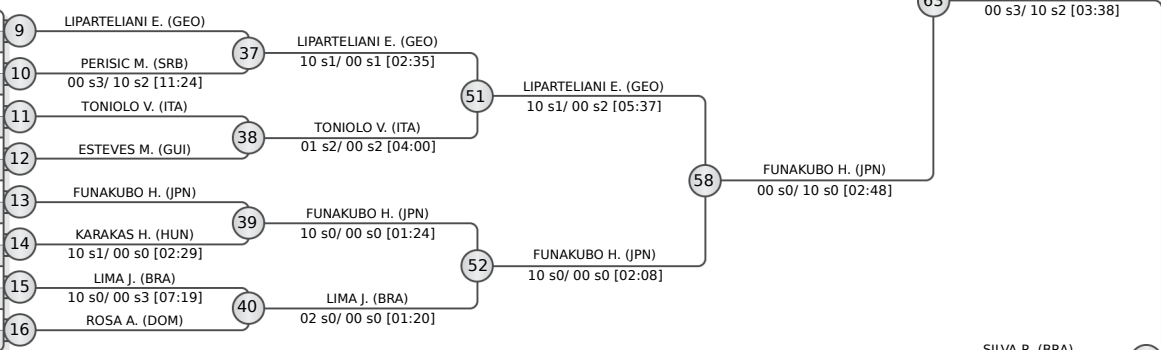 63
00 s3/ 10 s2 [03:38]
9
LIPARTELIANI E. (GEO)
37
LIPARTELIANI E. (GEO)
10 s1/ 00 s1 [02:35]
10
PERISIC M. (SRB)
00 s3/ 10 s2 [11:24]
51
LIPARTELIANI E. (GEO)
10 s1/ 00 s2 [05:37]
11
TONIOLO V. (ITA)
38
TONIOLO V. (ITA)
01 s2/ 00 s2 [04:00]
12
ESTEVES M. (GUI)
58
FUNAKUBO H. (JPN)
00 s0/ 10 s0 [02:48]
13
FUNAKUBO H. (JPN)
39
FUNAKUBO H. (JPN)
10 s0/ 00 s0 [01:24]
14
KARAKAS H. (HUN)
10 s1/ 00 s0 [02:29]
52
FUNAKUBO H. (JPN)
10 s0/ 00 s0 [02:08]
15
LIMA J. (BRA)
10 s0/ 00 s3 [07:19]
40
LIMA J. (BRA)
02 s0/ 00 s0 [01:20]
16
ROSA A. (DOM)
SILVA R. (BRA)